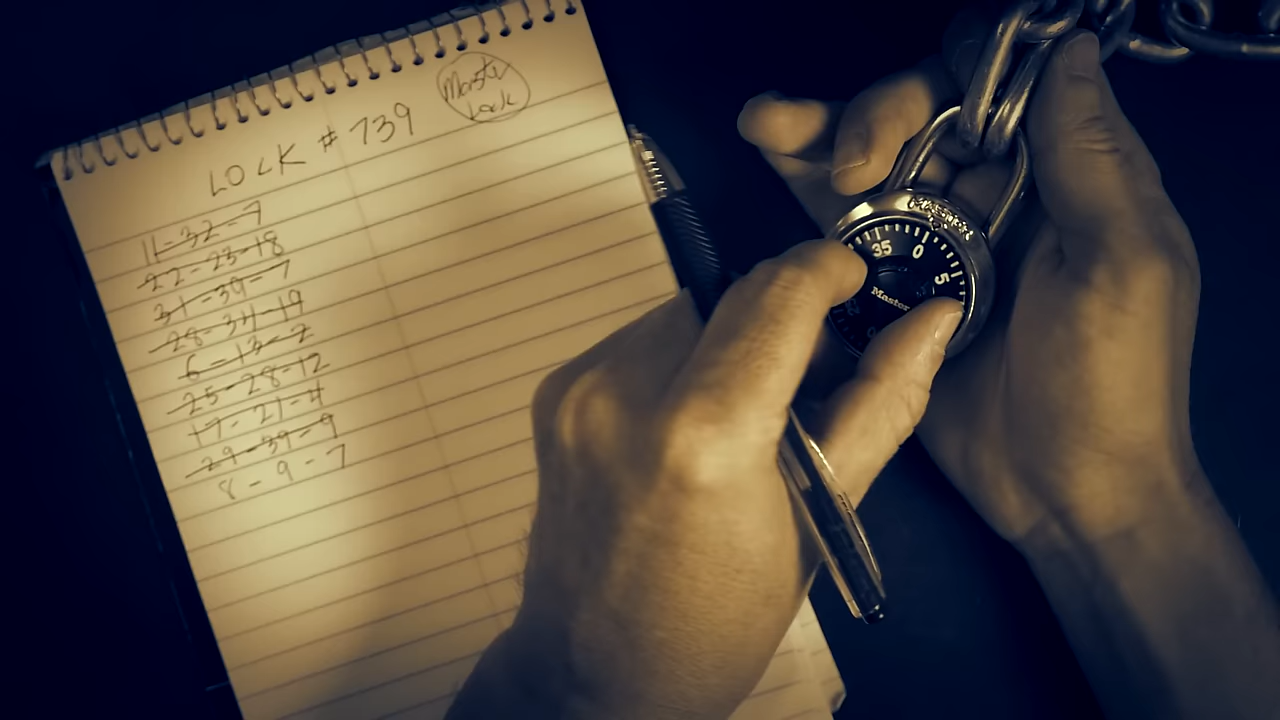 Master
Lock
LOCK # 739
11-32-7
22-23-18
31-39-7
28-34-19
6-13-2
25-28-12
17-21-4
29-39-9
8-9-7
MASTER
35 0 5
Master